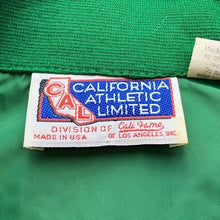 CAL
CALIFORNIA
ATHLETIC
LIMITED
DIVISION OF Cali-Fame
MADE IN USA OF LOS ANGELES, INC.